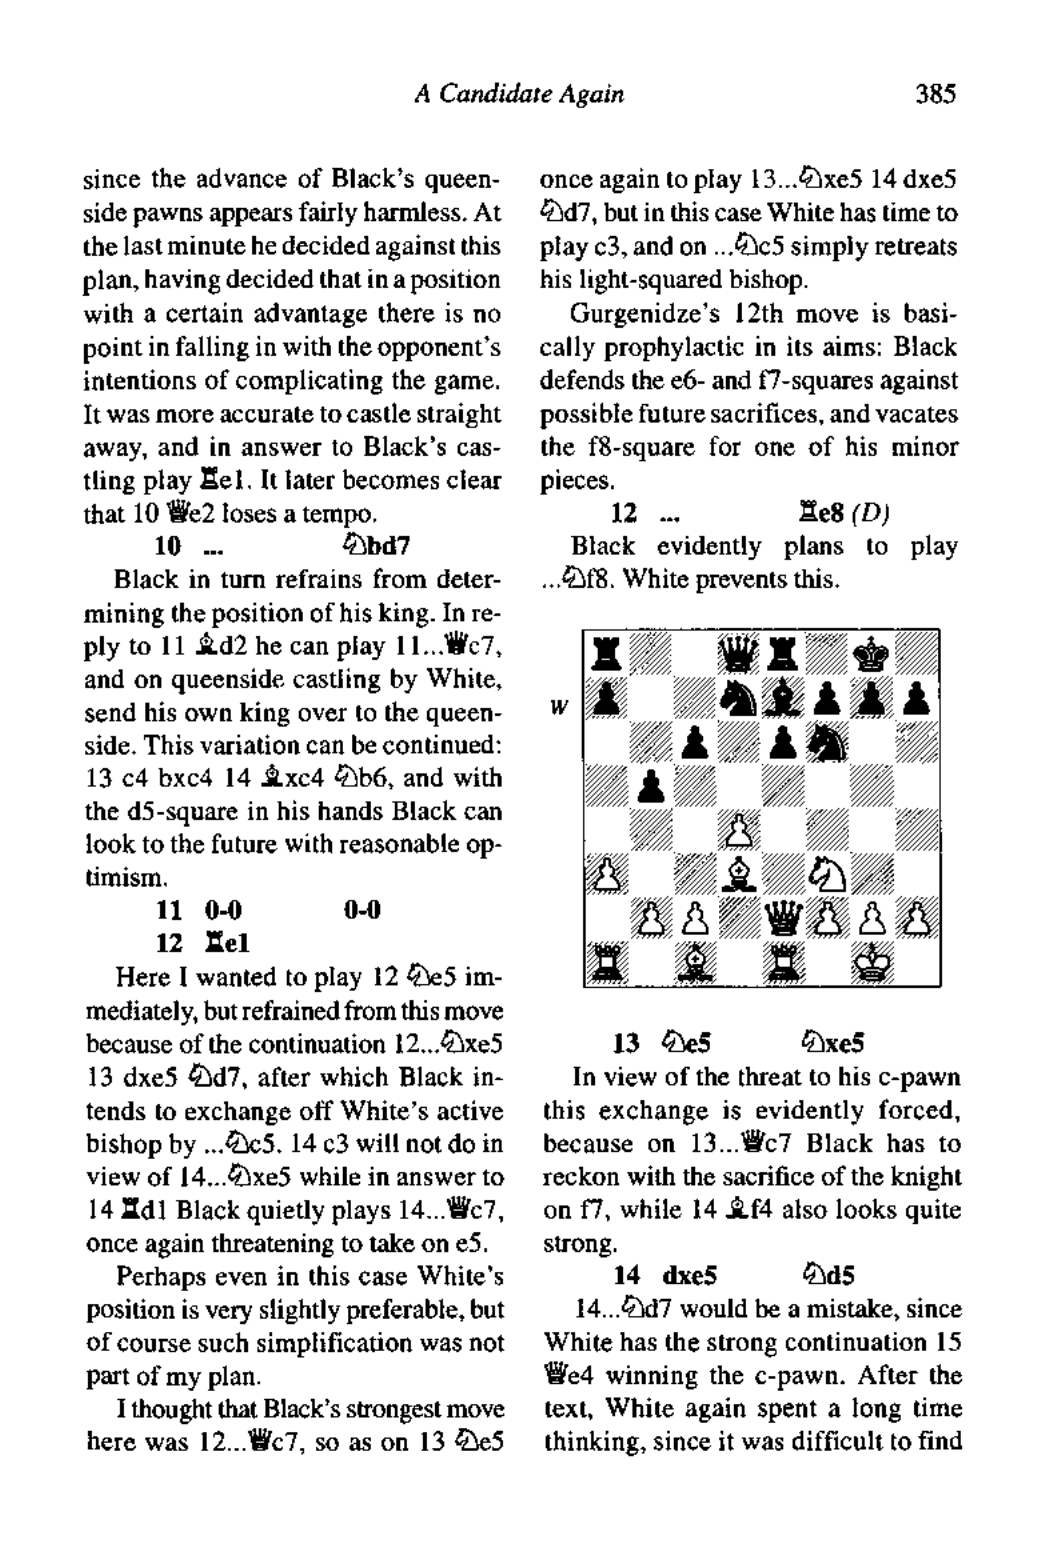 A Candidate Again 385
since the advance of Black's queen-
side pawns appears fairly harmless. At
the last minute he decided against this
plan, having decided that in a position
with a certain advantage there is no
point in falling in with the opponent's
intentions of complicating the game.
It was more accurate to castle straight
away, and in answer to Black's cas-
tling play ♖e1. It later becomes clear
that 10 ♕e2 loses a tempo.
10 ... ♘bd7
Black in turn refrains from deter-
mining the position of his king. In re-
ply to 11 ♗d2 he can play 11...♕c7,
and on queenside castling by White,
send his own king over to the queen-
side. This variation can be continued:
13 c4 bxc4 14 ♗xc4 ♘b6, and with
the d5-square in his hands Black can
look to the future with reasonable op-
timism.
11 0-0 0-0
12 ♖e1
Here I wanted to play 12 ♘e5 im-
mediately, but refrained from this move
because of the continuation 12...♘xe5
13 dxe5 ♘d7, after which Black in-
tends to exchange off White's active
bishop by ...♘c5. 14 c3 will not do in
view of 14...♘xe5 while in answer to
14 ♖d1 Black quietly plays 14...♕c7,
once again threatening to take on e5.
Perhaps even in this case White's
position is very slightly preferable, but
of course such simplification was not
part of my plan.
I thought that Black's strongest move
here was 12...♕c7, so as on 13 ♘e5
once again to play 13...♘xe5 14 dxe5
♘d7, but in this case White has time to
play c3, and on ...♘c5 simply retreats
his light-squared bishop.
Gurgenidze's 12th move is basi-
cally prophylactic in its aims: Black
defends the e6- and f7-squares against
possible future sacrifices, and vacates
the f8-square for one of his minor
pieces.
12 ... ♖e8 (D)
Black evidently plans to play
...♘f8. White prevents this.
W
13 ♘e5 ♘xe5
In view of the threat to his c-pawn
this exchange is evidently forced,
because on 13...♕c7 Black has to
reckon with the sacrifice of the knight
on f7, while 14 ♗f4 also looks quite
strong.
14 dxe5 ♘d5
14...♘d7 would be a mistake, since
White has the strong continuation 15
♕e4 winning the c-pawn. After the
text, White again spent a long time
thinking, since it was difficult to find